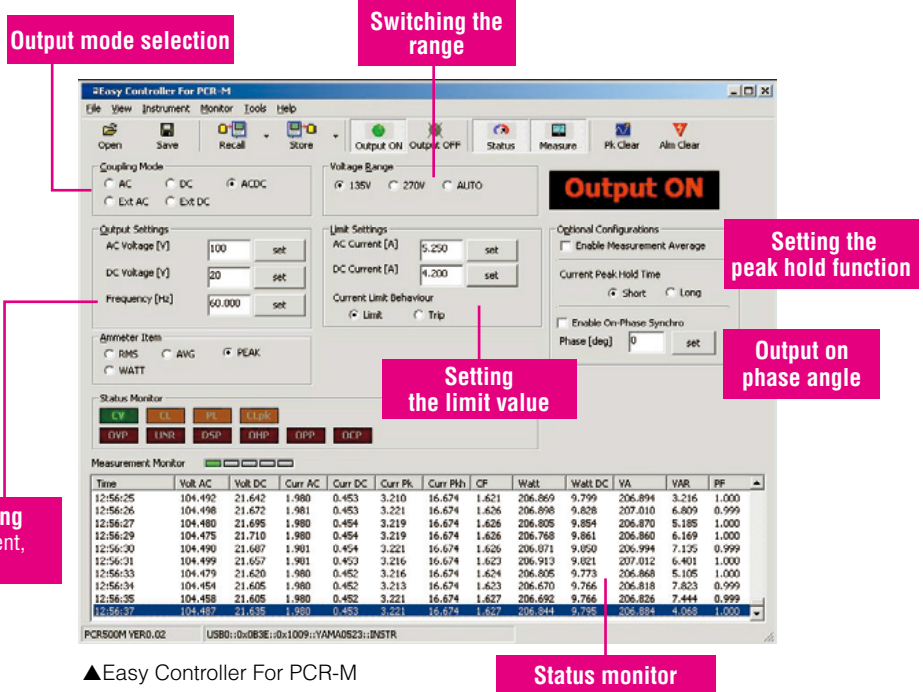 Output mode selection
Switching the
range
Easy Controller For PCR-M
File View Instrument Monitor Tools Help
Open Save Recall Store Output ON Output OFF Status Measure Pk Clear Alm Clear
Coupling Mode
AC DC ACDC
Ext AC Ext DC
Voltage Range
135V 270V AUTO
Output ON
Output Settings
AC Voltage [V] 100 set
DC Voltage [V] 20 set
Frequency [Hz] 60.000 set
Limit Settings
AC Current [A] 5.250 set
DC Current [A] 4.200 set
Current Limit Behaviour
Limit Trip
Optional Configurations
Enable Measurement Average
Current Peak Hold Time
Short Long
Enable On-Phase Synchro
Phase [deg] 0 set
Setting the
peak hold function
Output on
phase angle
Setting
the limit value
Ammeter Item
RMS AVG PEAK
WATT
Status Monitor
CV CL PL CLpk
OVP UNR DSP OHP OPP OCP
ng
ent,
Measurement Monitor
Time Volt AC Volt DC Curr AC Curr DC Curr Pk Curr Pkh CF Watt Watt DC VA VAR PF
12:56:25 104.492 21.642 1.980 0.453 3.210 16.674 1.621 206.869 9.799 206.894 3.216 1.000
12:56:26 104.498 21.672 1.981 0.453 3.221 16.674 1.626 206.898 9.828 207.010 6.809 0.999
12:56:27 104.480 21.695 1.980 0.454 3.219 16.674 1.626 206.805 9.854 206.870 5.185 1.000
12:56:29 104.475 21.710 1.980 0.454 3.219 16.674 1.626 206.768 9.861 206.860 6.169 1.000
12:56:30 104.490 21.687 1.981 0.454 3.221 16.674 1.626 206.871 9.850 206.994 7.135 0.999
12:56:31 104.499 21.657 1.981 0.453 3.216 16.674 1.623 206.913 9.821 207.012 6.401 1.000
12:56:33 104.479 21.620 1.980 0.452 3.216 16.674 1.624 206.805 9.773 206.868 5.105 1.000
12:56:34 104.454 21.605 1.980 0.452 3.213 16.674 1.623 206.670 9.766 206.818 7.823 0.999
12:56:35 104.458 21.605 1.980 0.452 3.221 16.674 1.627 206.692 9.766 206.826 7.444 0.999
12:56:37 104.487 21.635 1.980 0.453 3.221 16.674 1.627 206.844 9.795 206.884 4.068 1.000
PCR500M VER0.02 USB0::0x0B3E::0x1009::YAMA0523::INSTR
▲Easy Controller For PCR-M
Status monitor